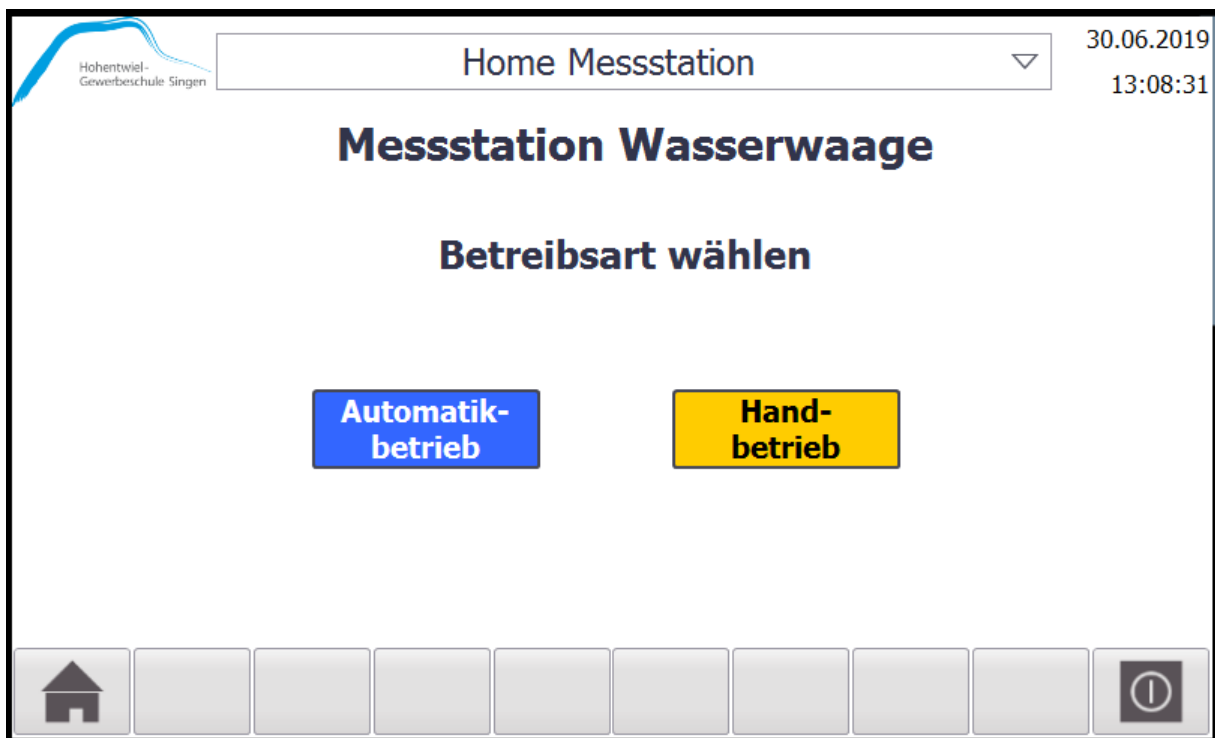 Hohentwiel-
Gewerbeschule Singen
Home Messstation
30.06.2019
13:08:31
Messstation Wasserwaage
Betreibsart wählen
Automatik-
betrieb
Hand-
betrieb